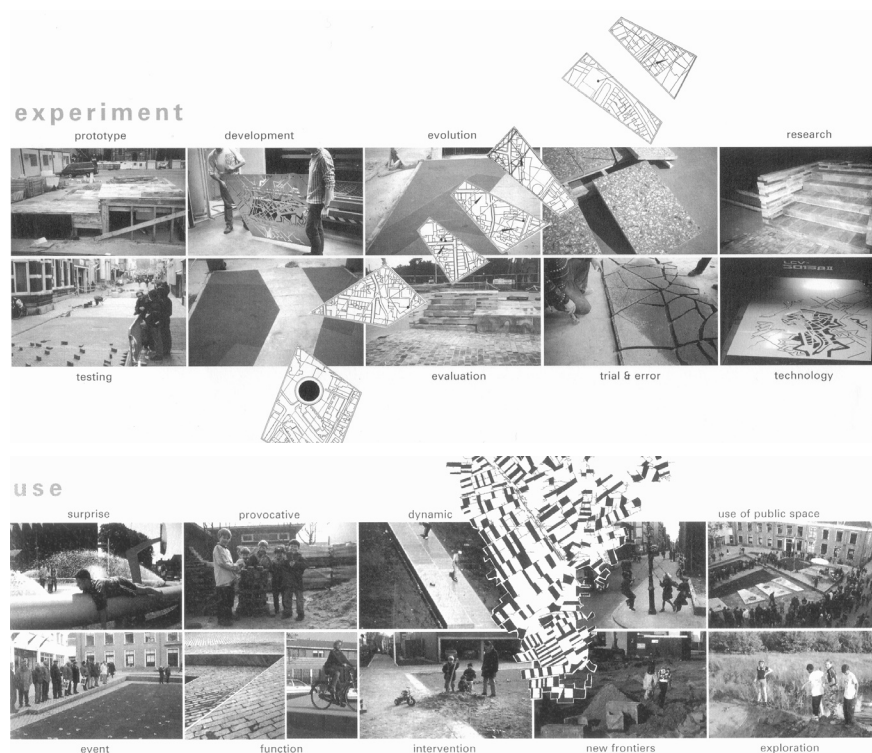 experiment
prototype development evolution research
testing evaluation trial & error technology
use
surprise provocative dynamic use of public space
event function intervention new frontiers exploration